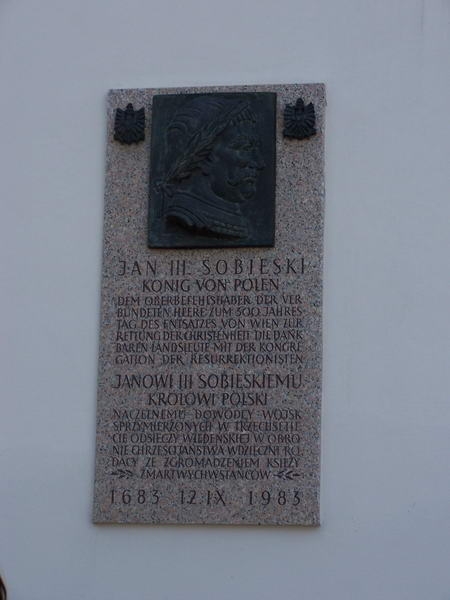 JAN III. SOBIESKI
KÖNIG VON POLEN
DEM OBERBEFEHLSHABER DER VER
BÜNDETEN HEERE ZUM 300 JAHRES
TAG DES ENTSATZES VON WIEN ZUR
RETTUNG DER CHRISTENHEIT DIE DANK
BAREN LANDSLEUTE MIT DER KONGRE
GATION DER RESURREKTIONISTEN
JANOWI III SOBIESKIEMU
KRÓLOWI POLSKI
NACZELNEMU DOWÓDCY WOJSK
SPRZYMIERZONYCH W TRZECHSETLE
CIE ODSIECZY WIEDEŃSKIEJ W OBRO
NIE CHRZEŚCIJAŃSTWA WDZIĘCZNI RO
DACY ZE ZGROMADZENIEM KSIĘŻY
ZMARTWYCHWSTAŃCÓW
1683 12.IX 1983